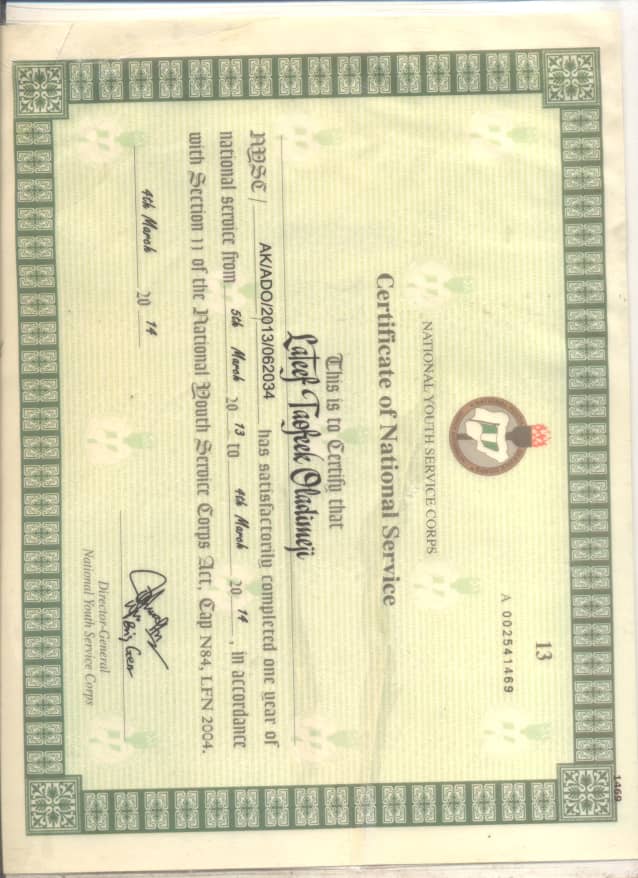 1469
13
A 002541469
NATIONAL YOUTH SERVICE CORPS
Certificate of National Service
This is to Certify that
Lateef Taofeek Oladimeji
NYSC / AK/ADO/2013/062034 has satisfactorily completed one year of
national service from 5th March 20 13 to 4th March 20 14, in accordance
with Section 11 of the National Youth Service Corps Act, Cap N84, LFN 2004.
4th March 20 14
Brig Gen
Director-General
National Youth Service Corps